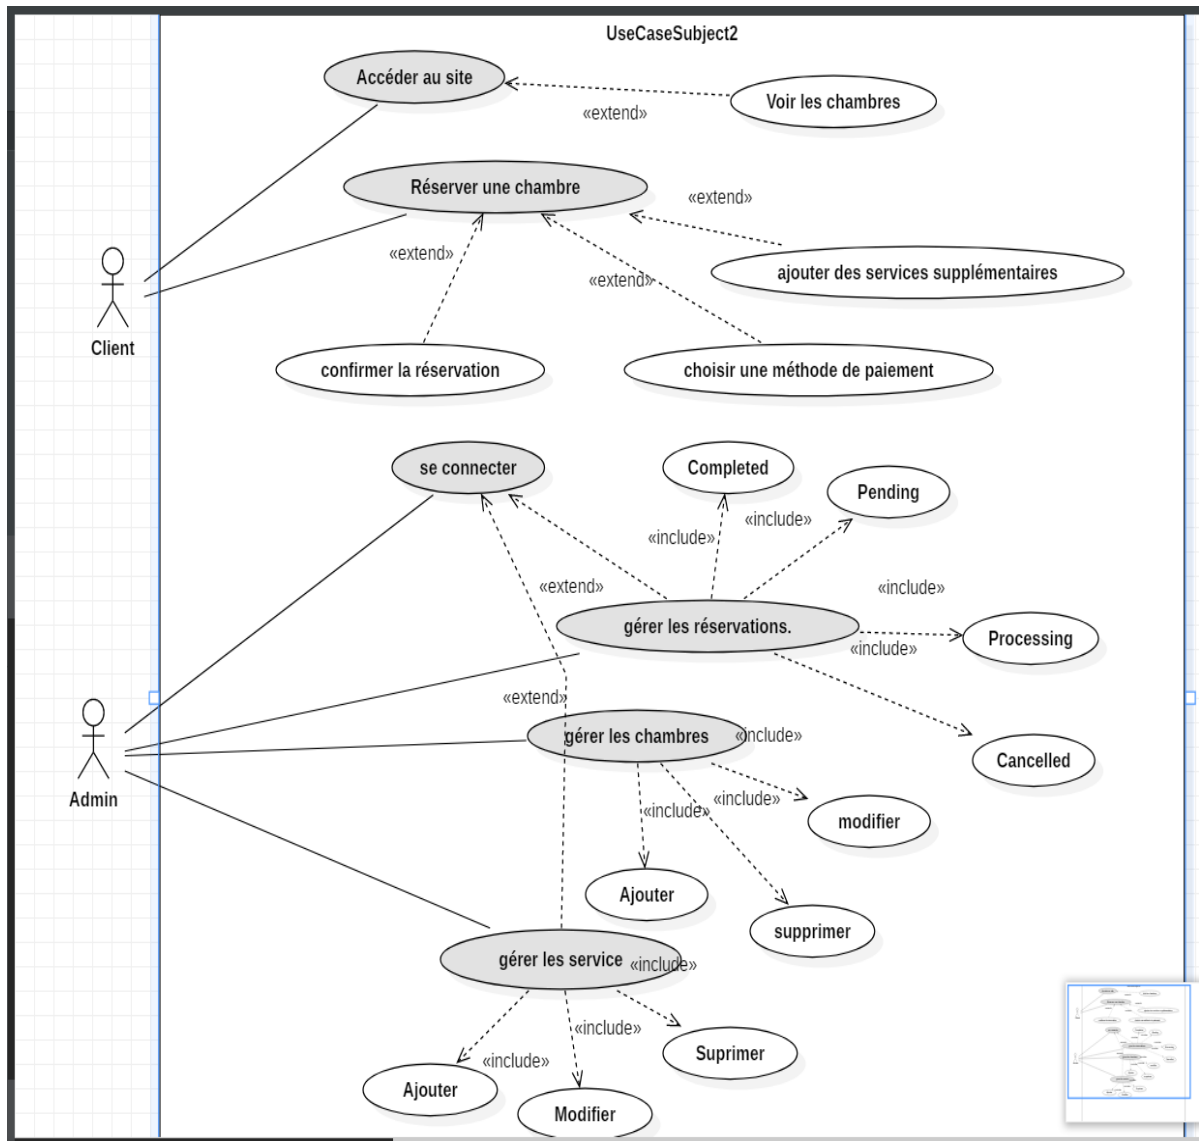 UseCaseSubject2
Accéder au site
Voir les chambres
«extend»
Réserver une chambre
«extend»
«extend»
ajouter des services supplémentaires
«extend»
Client
confirmer la réservation
choisir une méthode de paiement
se connecter
Completed
Pending
«include»
«include»
«extend»
«include»
gérer les réservations.
Processing
«include»
«extend»
gérer les chambres
«include»
Cancelled
Admin
«include»
«include»
modifier
Ajouter
supprimer
gérer les service
«include»
«include»
Suprimer
«include»
Ajouter
Modifier